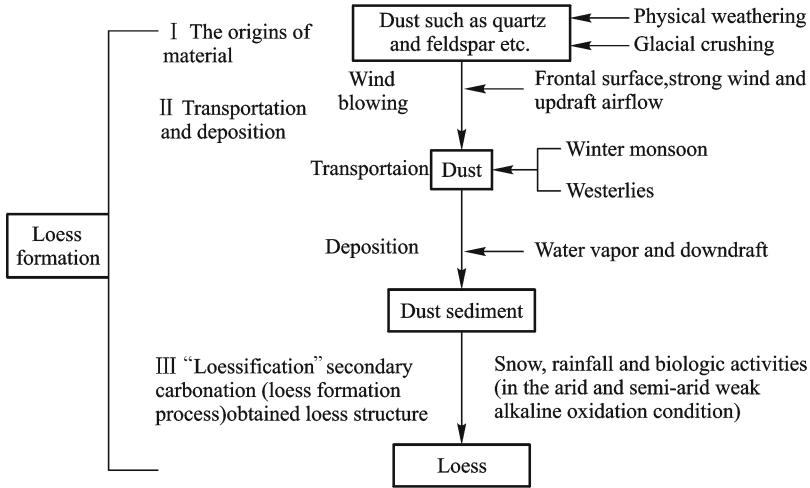 Ⅰ The origins of
material
Dust such as quartz
and feldspar etc.
Physical weathering
Glacial crushing
Wind
blowing
Frontal surface,strong wind and
updraft airflow
Ⅱ Transportation
and deposition
Transportaion
Dust
Winter monsoon
Westerlies
Loess
formation
Deposition
Water vapor and downdraft
Dust sediment
Ⅲ “Loessification” secondary
carbonation (loess formation
process)obtained loess structure
Snow, rainfall and biologic activities
(in the arid and semi-arid weak
alkaline oxidation condition)
Loess